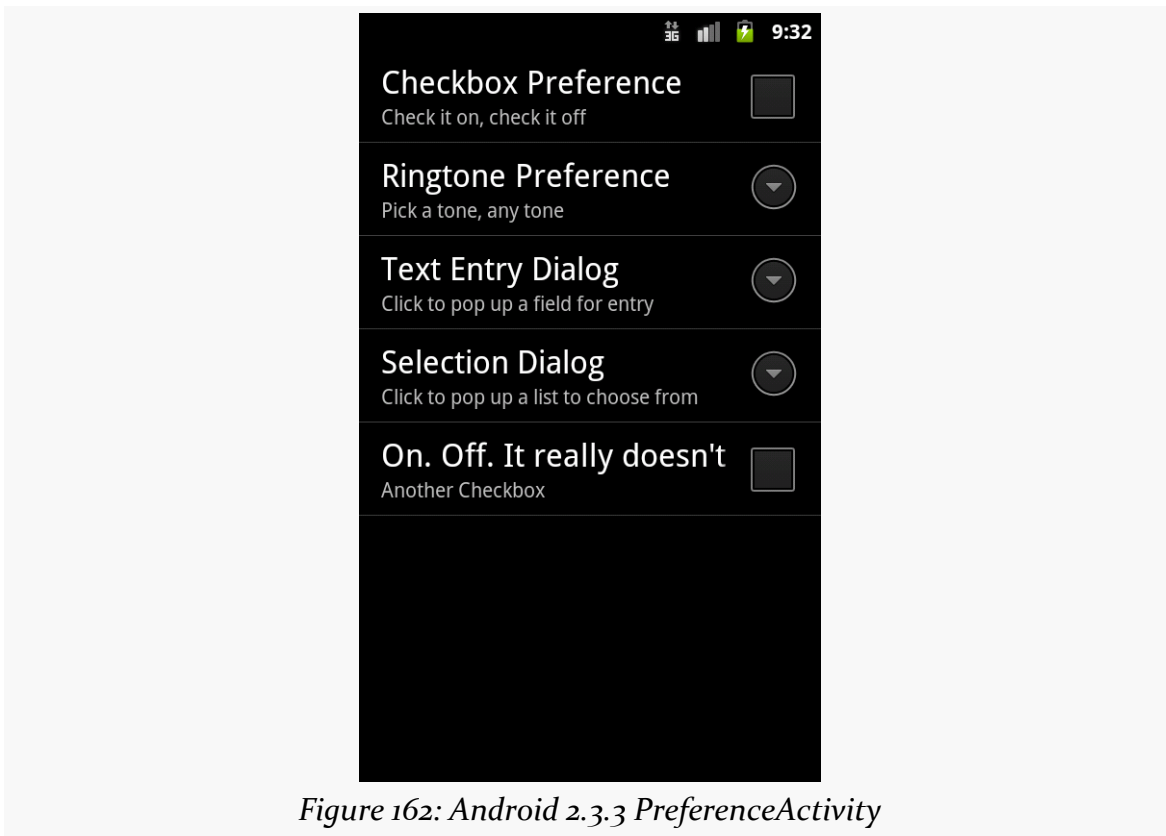 3G 9:32
Checkbox Preference
Check it on, check it off
Ringtone Preference
Pick a tone, any tone
Text Entry Dialog
Click to pop up a field for entry
Selection Dialog
Click to pop up a list to choose from
On. Off. It really doesn't
Another Checkbox
Figure 162: Android 2.3.3 PreferenceActivity